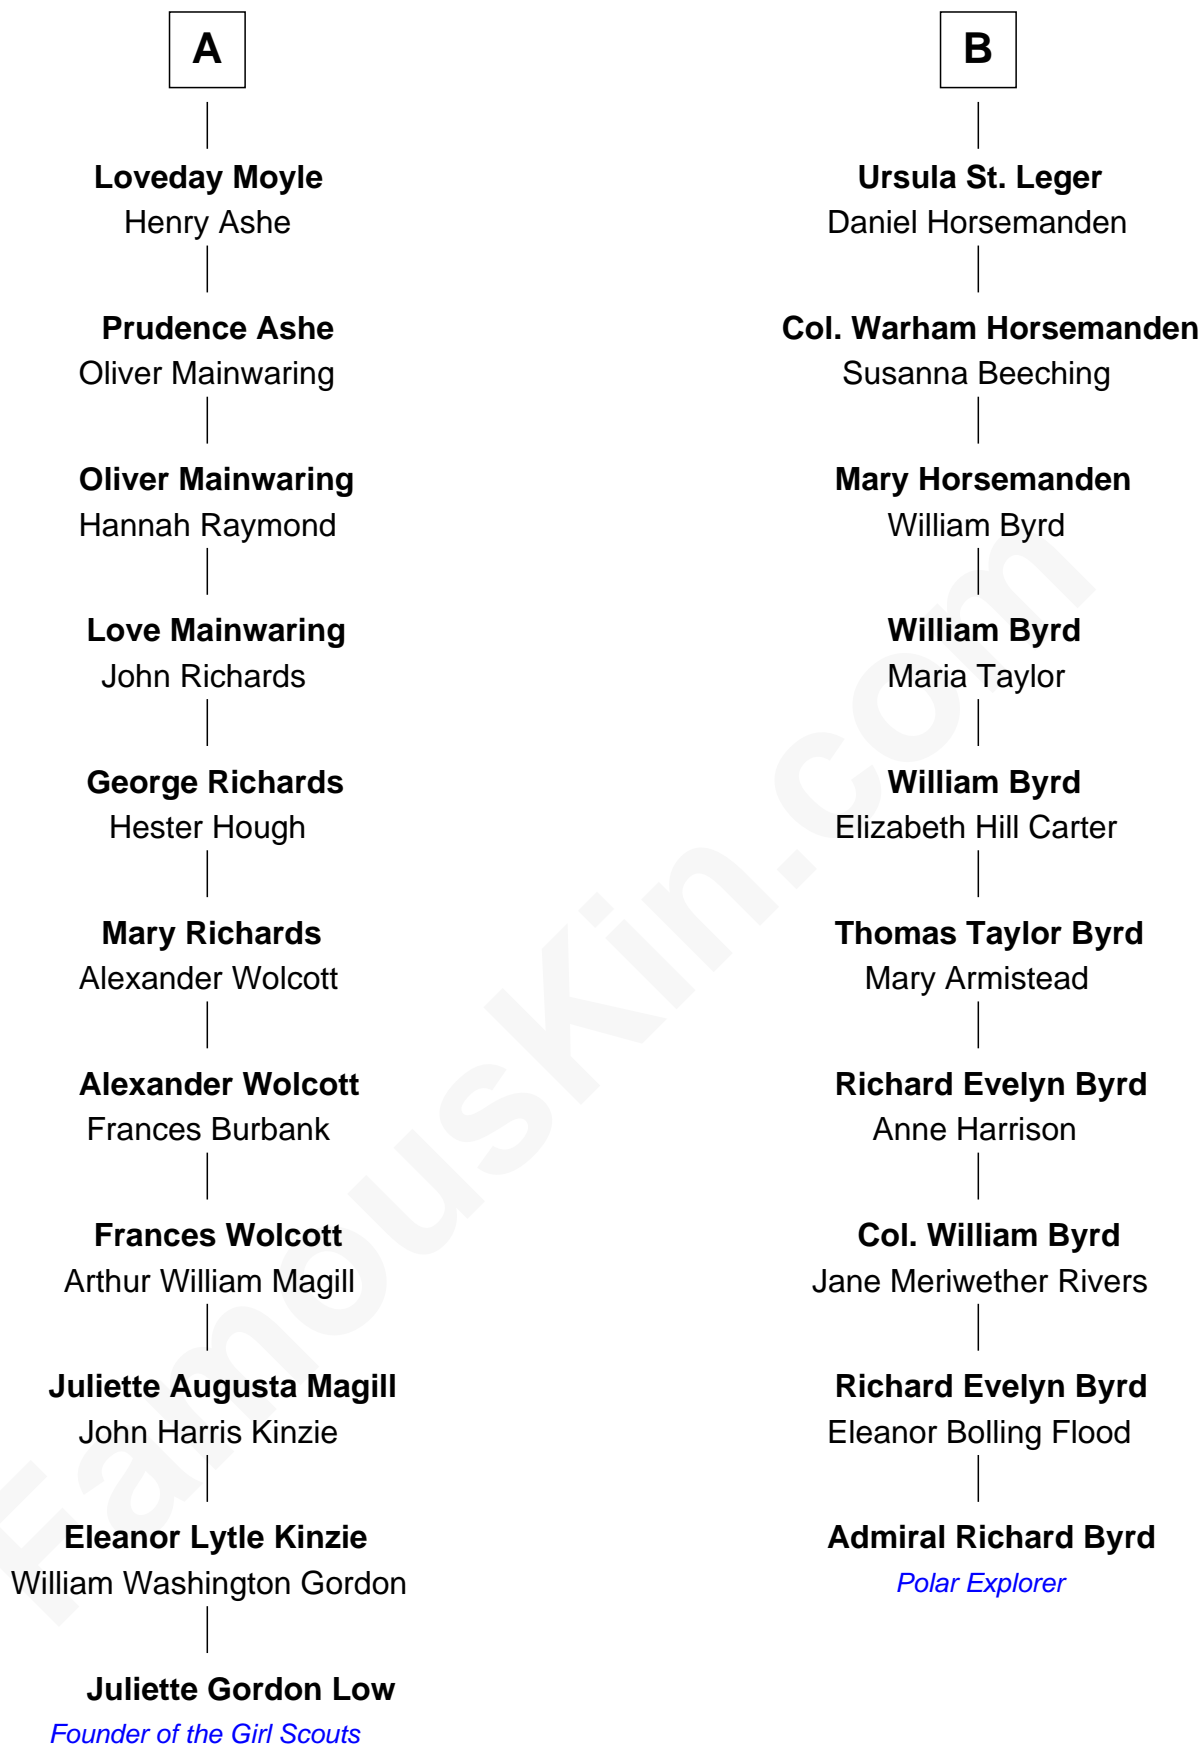 A
Loveday Moyle
Henry Ashe
Prudence Ashe
Oliver Mainwaring
Oliver Mainwaring
Hannah Raymond
Love Mainwaring
John Richards
George Richards
Hester Hough
Mary Richards
Alexander Wolcott
Alexander Wolcott
Frances Burbank
Frances Wolcott
Arthur William Magill
Juliette Augusta Magill
John Harris Kinzie
Eleanor Lytle Kinzie
William Washington Gordon
Juliette Gordon Low
Founder of the Girl Scouts
B
Ursula St. Leger
Daniel Horsemanden
Col. Warham Horsemanden
Susanna Beeching
Mary Horsemanden
William Byrd
William Byrd
Maria Taylor
William Byrd
Elizabeth Hill Carter
Thomas Taylor Byrd
Mary Armistead
Richard Evelyn Byrd
Anne Harrison
Col. William Byrd
Jane Meriwether Rivers
Richard Evelyn Byrd
Eleanor Bolling Flood
Admiral Richard Byrd
Polar Explorer
FamousKin.com